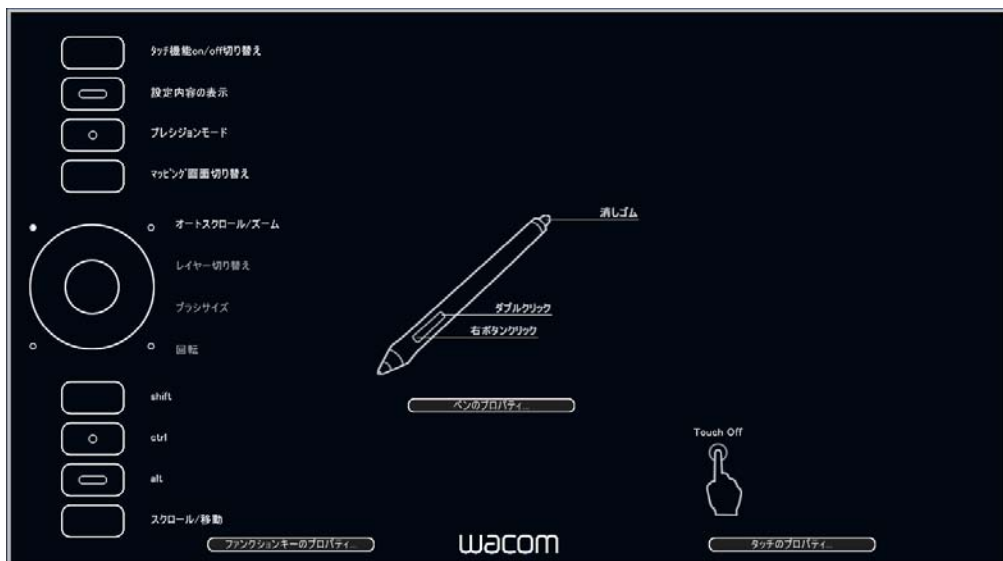 ﾀｯﾁ機能on/off切り替え
設定内容の表示
プレシジョンモード
ﾏｯﾋﾟﾝｸﾞ画面切り替え
オートスクロール/ズーム
レイヤー切り替え
ブラシサイズ
回転
shift
ctrl
alt
スクロール/移動
ファンクションキーのプロパティ...
消しゴム
ダブルクリック
右ボタンクリック
ペンのプロパティ...
wacom
Touch Off
タッチのプロパティ...